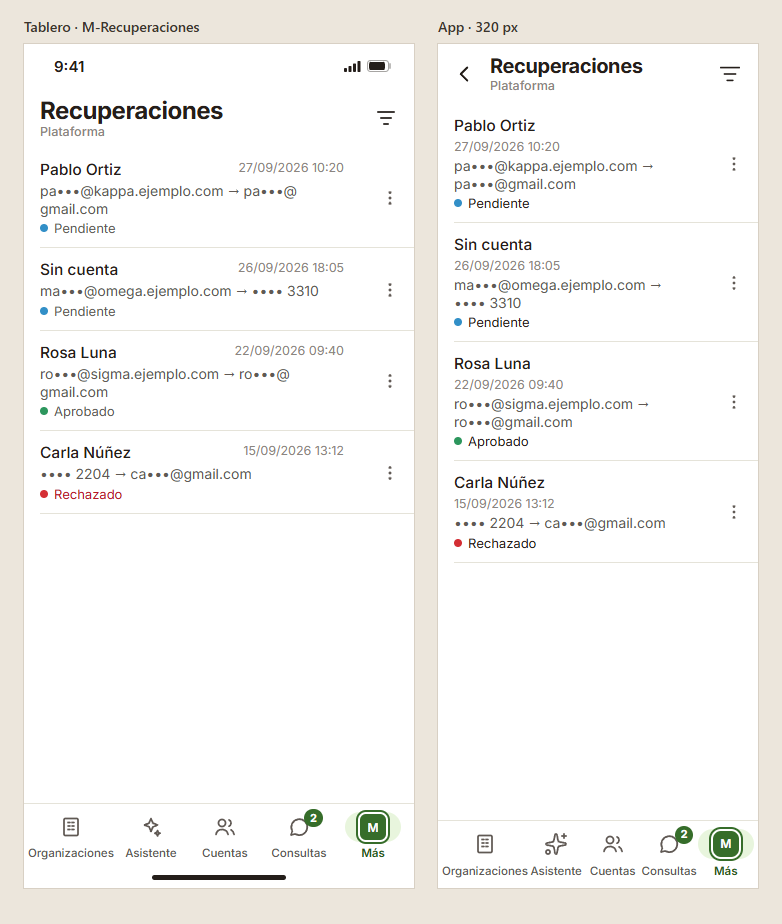 Tablero · M-Recuperaciones
9:41
Recuperaciones
Plataforma
Pablo Ortiz 27/09/2026 10:20
pa•••@kappa.ejemplo.com → pa•••@
gmail.com
Pendiente
Sin cuenta 26/09/2026 18:05
ma•••@omega.ejemplo.com → •••• 3310
Pendiente
Rosa Luna 22/09/2026 09:40
ro•••@sigma.ejemplo.com → ro•••@
gmail.com
Aprobado
Carla Núñez 15/09/2026 13:12
•••• 2204 → ca•••@gmail.com
Rechazado
2
M
Organizaciones Asistente Cuentas Consultas Más
App · 320 px
Recuperaciones
Plataforma
Pablo Ortiz
27/09/2026 10:20
pa•••@kappa.ejemplo.com →
pa•••@gmail.com
Pendiente
Sin cuenta
26/09/2026 18:05
ma•••@omega.ejemplo.com →
•••• 3310
Pendiente
Rosa Luna
22/09/2026 09:40
ro•••@sigma.ejemplo.com →
ro•••@gmail.com
Aprobado
Carla Núñez
15/09/2026 13:12
•••• 2204 → ca•••@gmail.com
Rechazado
2
M
Organizaciones Asistente Cuentas Consultas Más